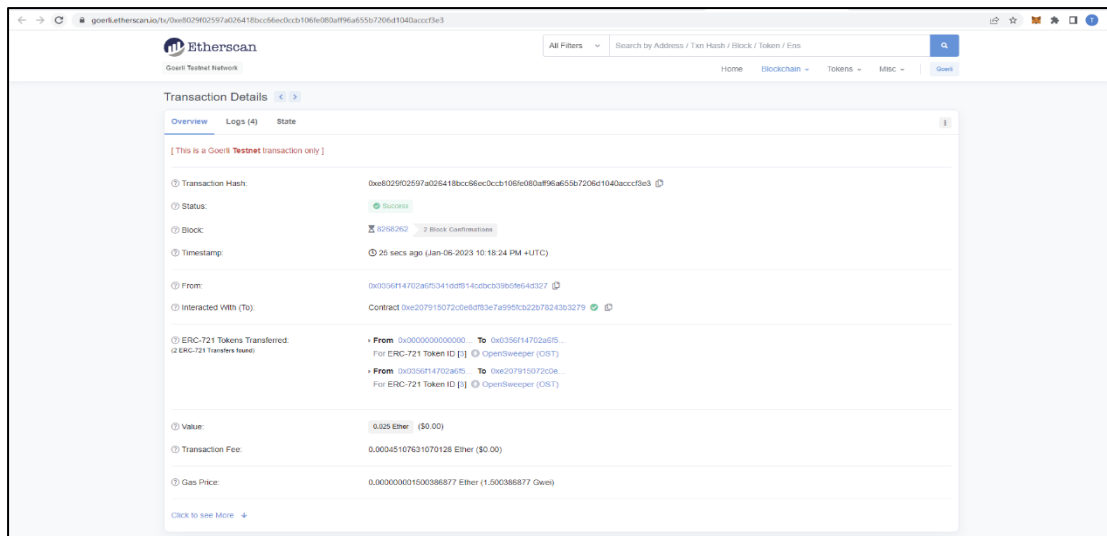 goerli.etherscan.io/tx/0xe8029f02597a026418bcc66ec0ccb106fe080aff96a655b7206d1040acccf3e3
Etherscan
All Filters
Search by Address / Txn Hash / Block / Token / Ens
Goerli Testnet Network
Home Blockchain Tokens Misc Goerli
Transaction Details < >
Overview Logs (4) State
[ This is a Goerli Testnet transaction only ]
Transaction Hash: 0xe8029f02597a026418bcc66ec0ccb106fe080aff96a655b7206d1040acccf3e3
Status: Success
Block: 8268262 2 Block Confirmations
Timestamp: 25 secs ago (Jan-06-2023 10:18:24 PM +UTC)
From: 0x0356f14702a6f5341ddf814cdbcb39b5fe64d327
Interacted With (To): Contract 0xe207915072c0e8df83e7a995fcb22b78243b3279
ERC-721 Tokens Transferred: From 0x0000000000000... To 0x0356f14702a6f5...
(2 ERC-721 Transfers found)
For ERC-721 Token ID [3] OpenSweeper (OST)
From 0x0356f14702a6f5... To 0xe207915072c0e...
For ERC-721 Token ID [3] OpenSweeper (OST)
Value: 0.025 Ether ($0.00)
Transaction Fee: 0.00045107631070128 Ether ($0.00)
Gas Price: 0.000000001500386877 Ether (1.500386877 Gwei)
Click to see More